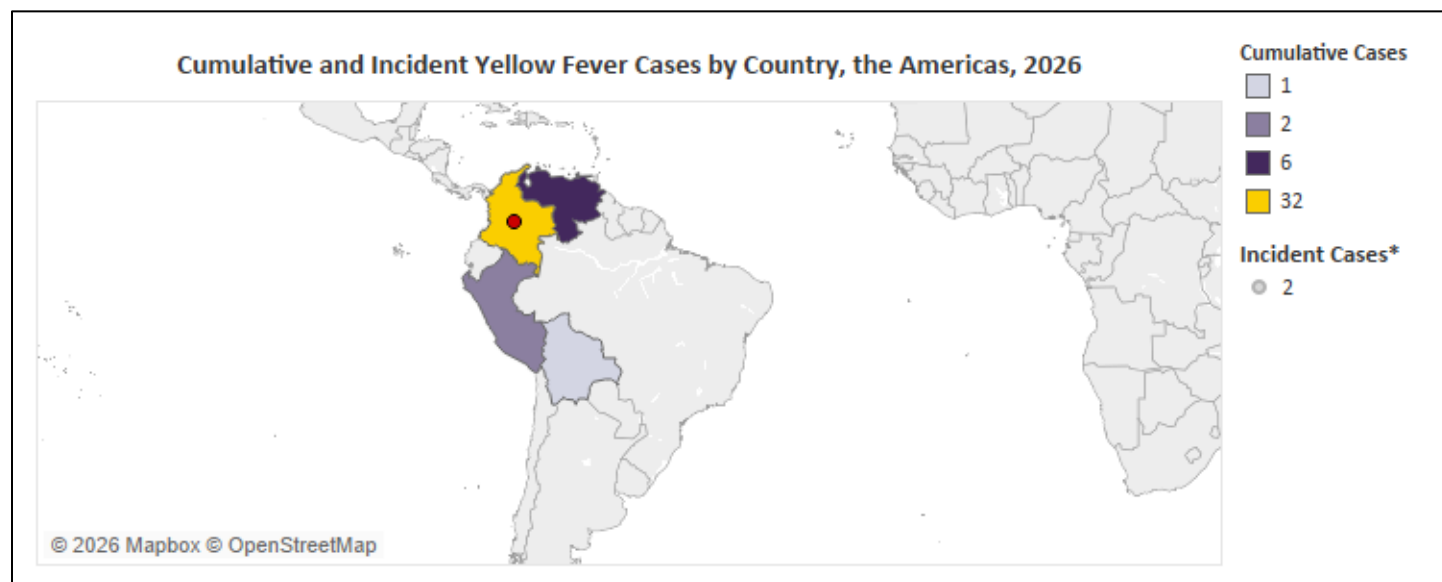 Cumulative and Incident Yellow Fever Cases by Country, the Americas, 2026
Cumulative Cases
1
2
6
32
Incident Cases*
2
© 2026 Mapbox © OpenStreetMap